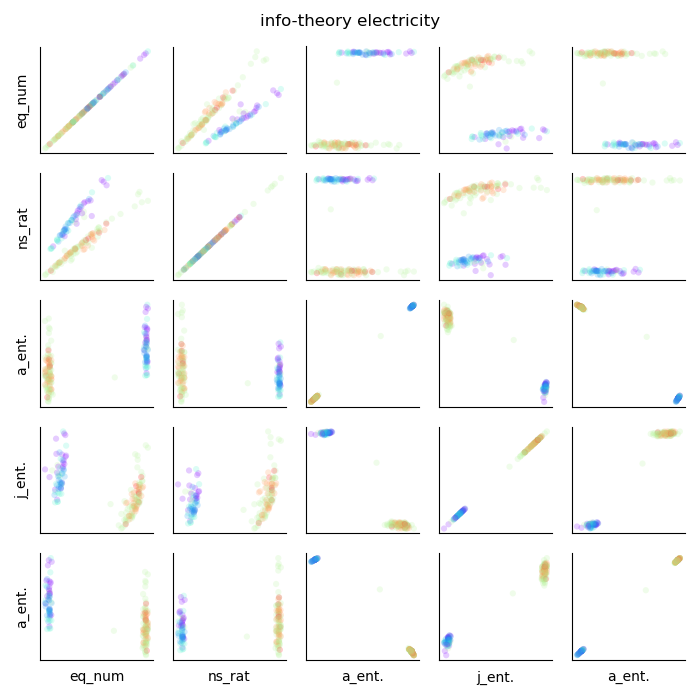 info-theory electricity
eq_num
ns_rat
a_ent.
j_ent.
a_ent.
eq_num ns_rat a_ent. j_ent. a_ent.